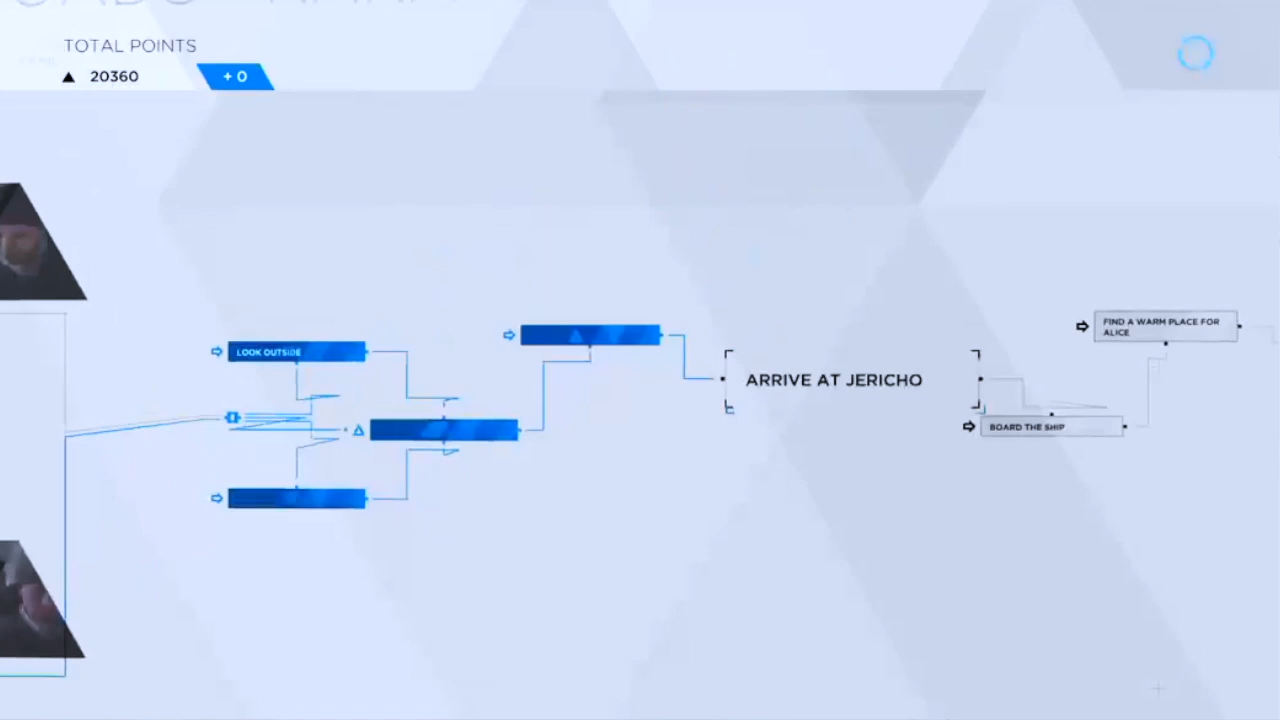 TOTAL POINTS
▲ 20360 + 0
FIND A WARM PLACE FOR
ALICE
LOOK OUTSIDE
ARRIVE AT JERICHO
BOARD THE SHIP